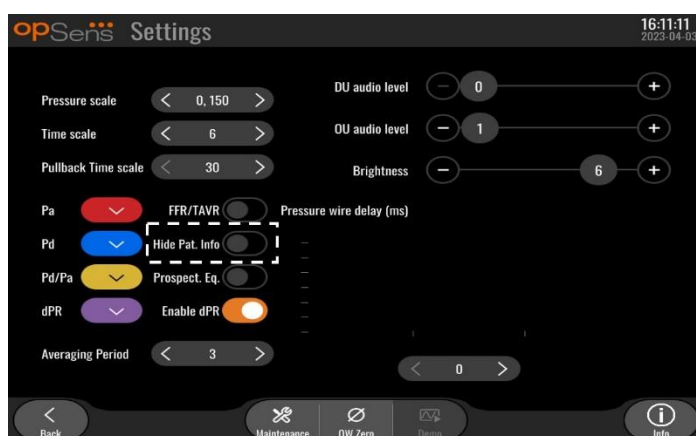 opSens Settings
16:11:11
2023-04-03
Pressure scale < 0, 150 >
DU audio level − 0 +
Time scale < 6 >
OU audio level − 1 +
Pullback Time scale < 30 >
Brightness − 6 +
Pa
FFR/TAVR
Pressure wire delay (ms)
Pd
Hide Pat. Info
Pd/Pa
Prospect. Eq.
dPR
Enable dPR
Averaging Period < 3 >
< 0 >
Back
Maintenance
OW Zero
Demo
Info